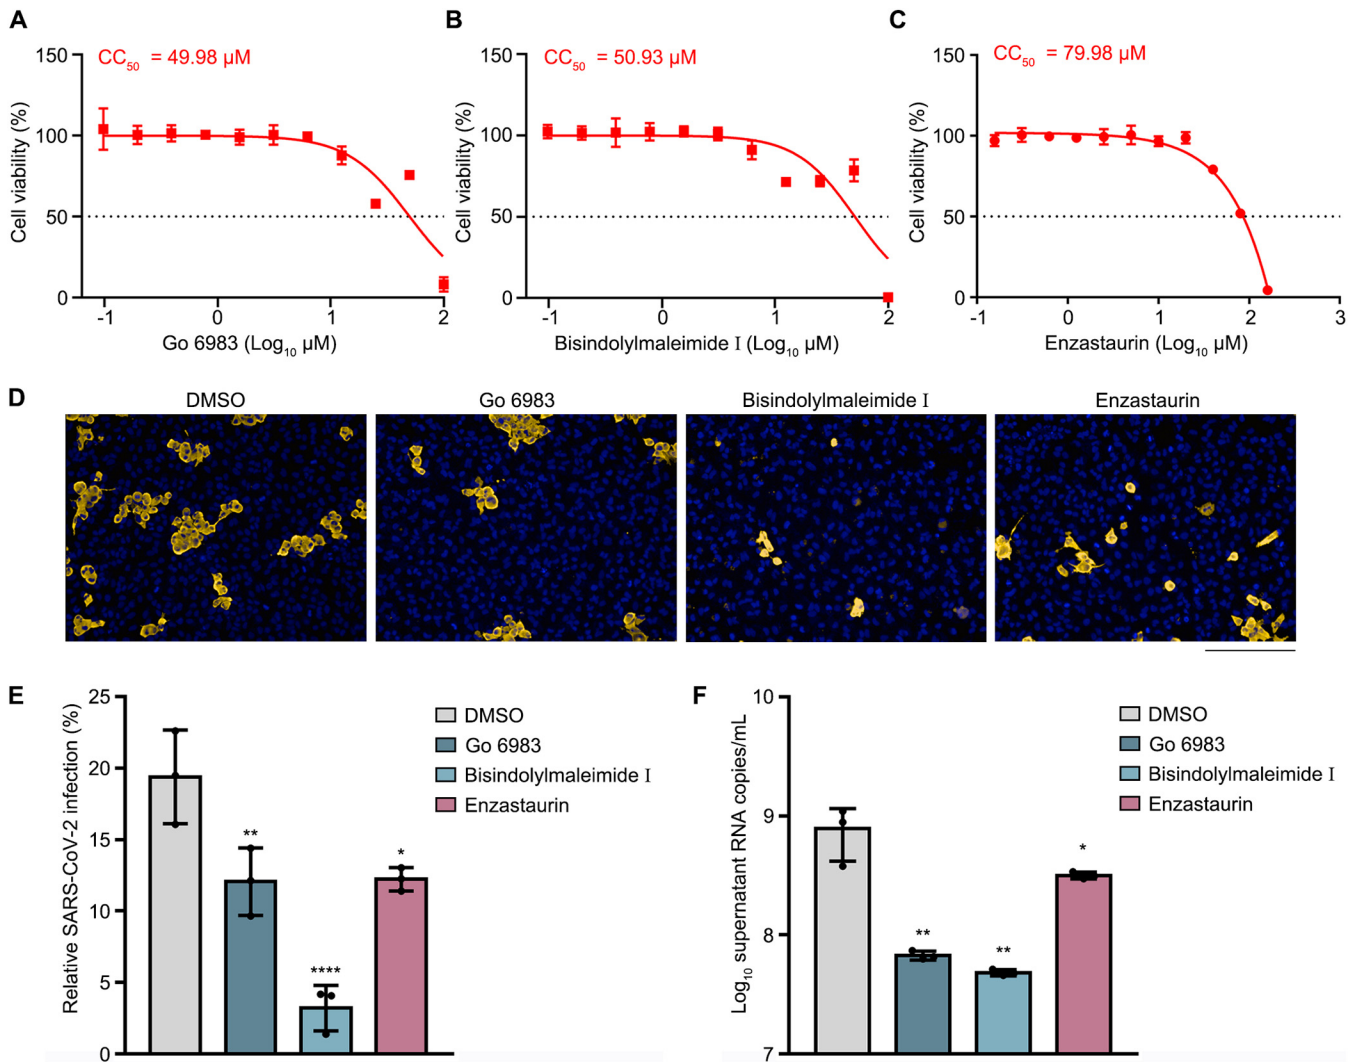 A
CC50 = 49.98 µM
Cell viability (%)
150
100
50
0
-1
0
1
2
Go 6983 (Log10 µM)
B
CC50 = 50.93 µM
Cell viability (%)
150
100
50
0
-1
0
1
2
Bisindolylmaleimide I (Log10 µM)
C
CC50 = 79.98 µM
Cell viability (%)
150
100
50
0
-1
0
1
2
3
Enzastaurin (Log10 µM)
D
DMSO
Go 6983
Bisindolylmaleimide I
Enzastaurin
E
Relative SARS-CoV-2 infection (%)
25
20
15
10
5
0
**
****
*
DMSO
Go 6983
Bisindolylmaleimide I
Enzastaurin
F
Log10 supernatant RNA copies/mL
10
9
8
7
**
**
*
DMSO
Go 6983
Bisindolylmaleimide I
Enzastaurin